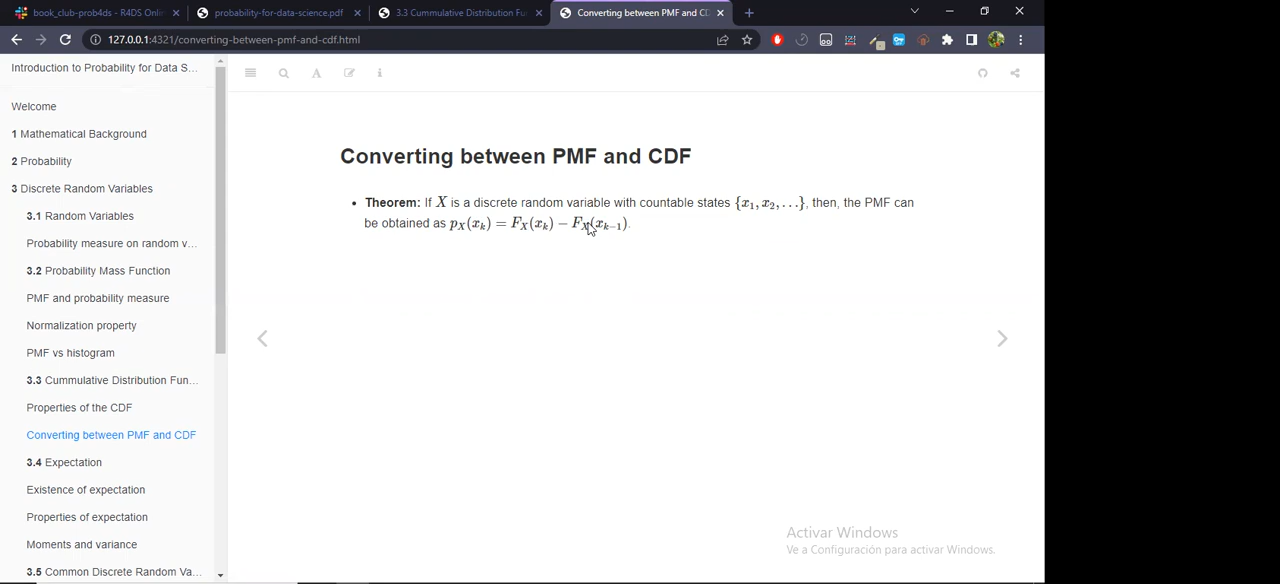 book_club-prob4ds - R4DS Onlin
probability-for-data-science.pdf
3.3 Cummulative Distribution Fu
Converting between PMF and CD
127.0.0.1:4321/converting-between-pmf-and-cdf.html
Introduction to Probability for Data S...
Welcome
1 Mathematical Background
2 Probability
3 Discrete Random Variables
3.1 Random Variables
Probability measure on random v...
3.2 Probability Mass Function
PMF and probability measure
Normalization property
PMF vs histogram
3.3 Cummulative Distribution Fun...
Properties of the CDF
Converting between PMF and CDF
3.4 Expectation
Existence of expectation
Properties of expectation
Moments and variance
3.5 Common Discrete Random Va...
Converting between PMF and CDF
• Theorem: If X is a discrete random variable with countable states {x₁, x₂, …}, then, the PMF can
be obtained as p_X(x_k) = F_X(x_k) − F_X(x_{k−1}).
Activar Windows
Ve a Configuración para activar Windows.